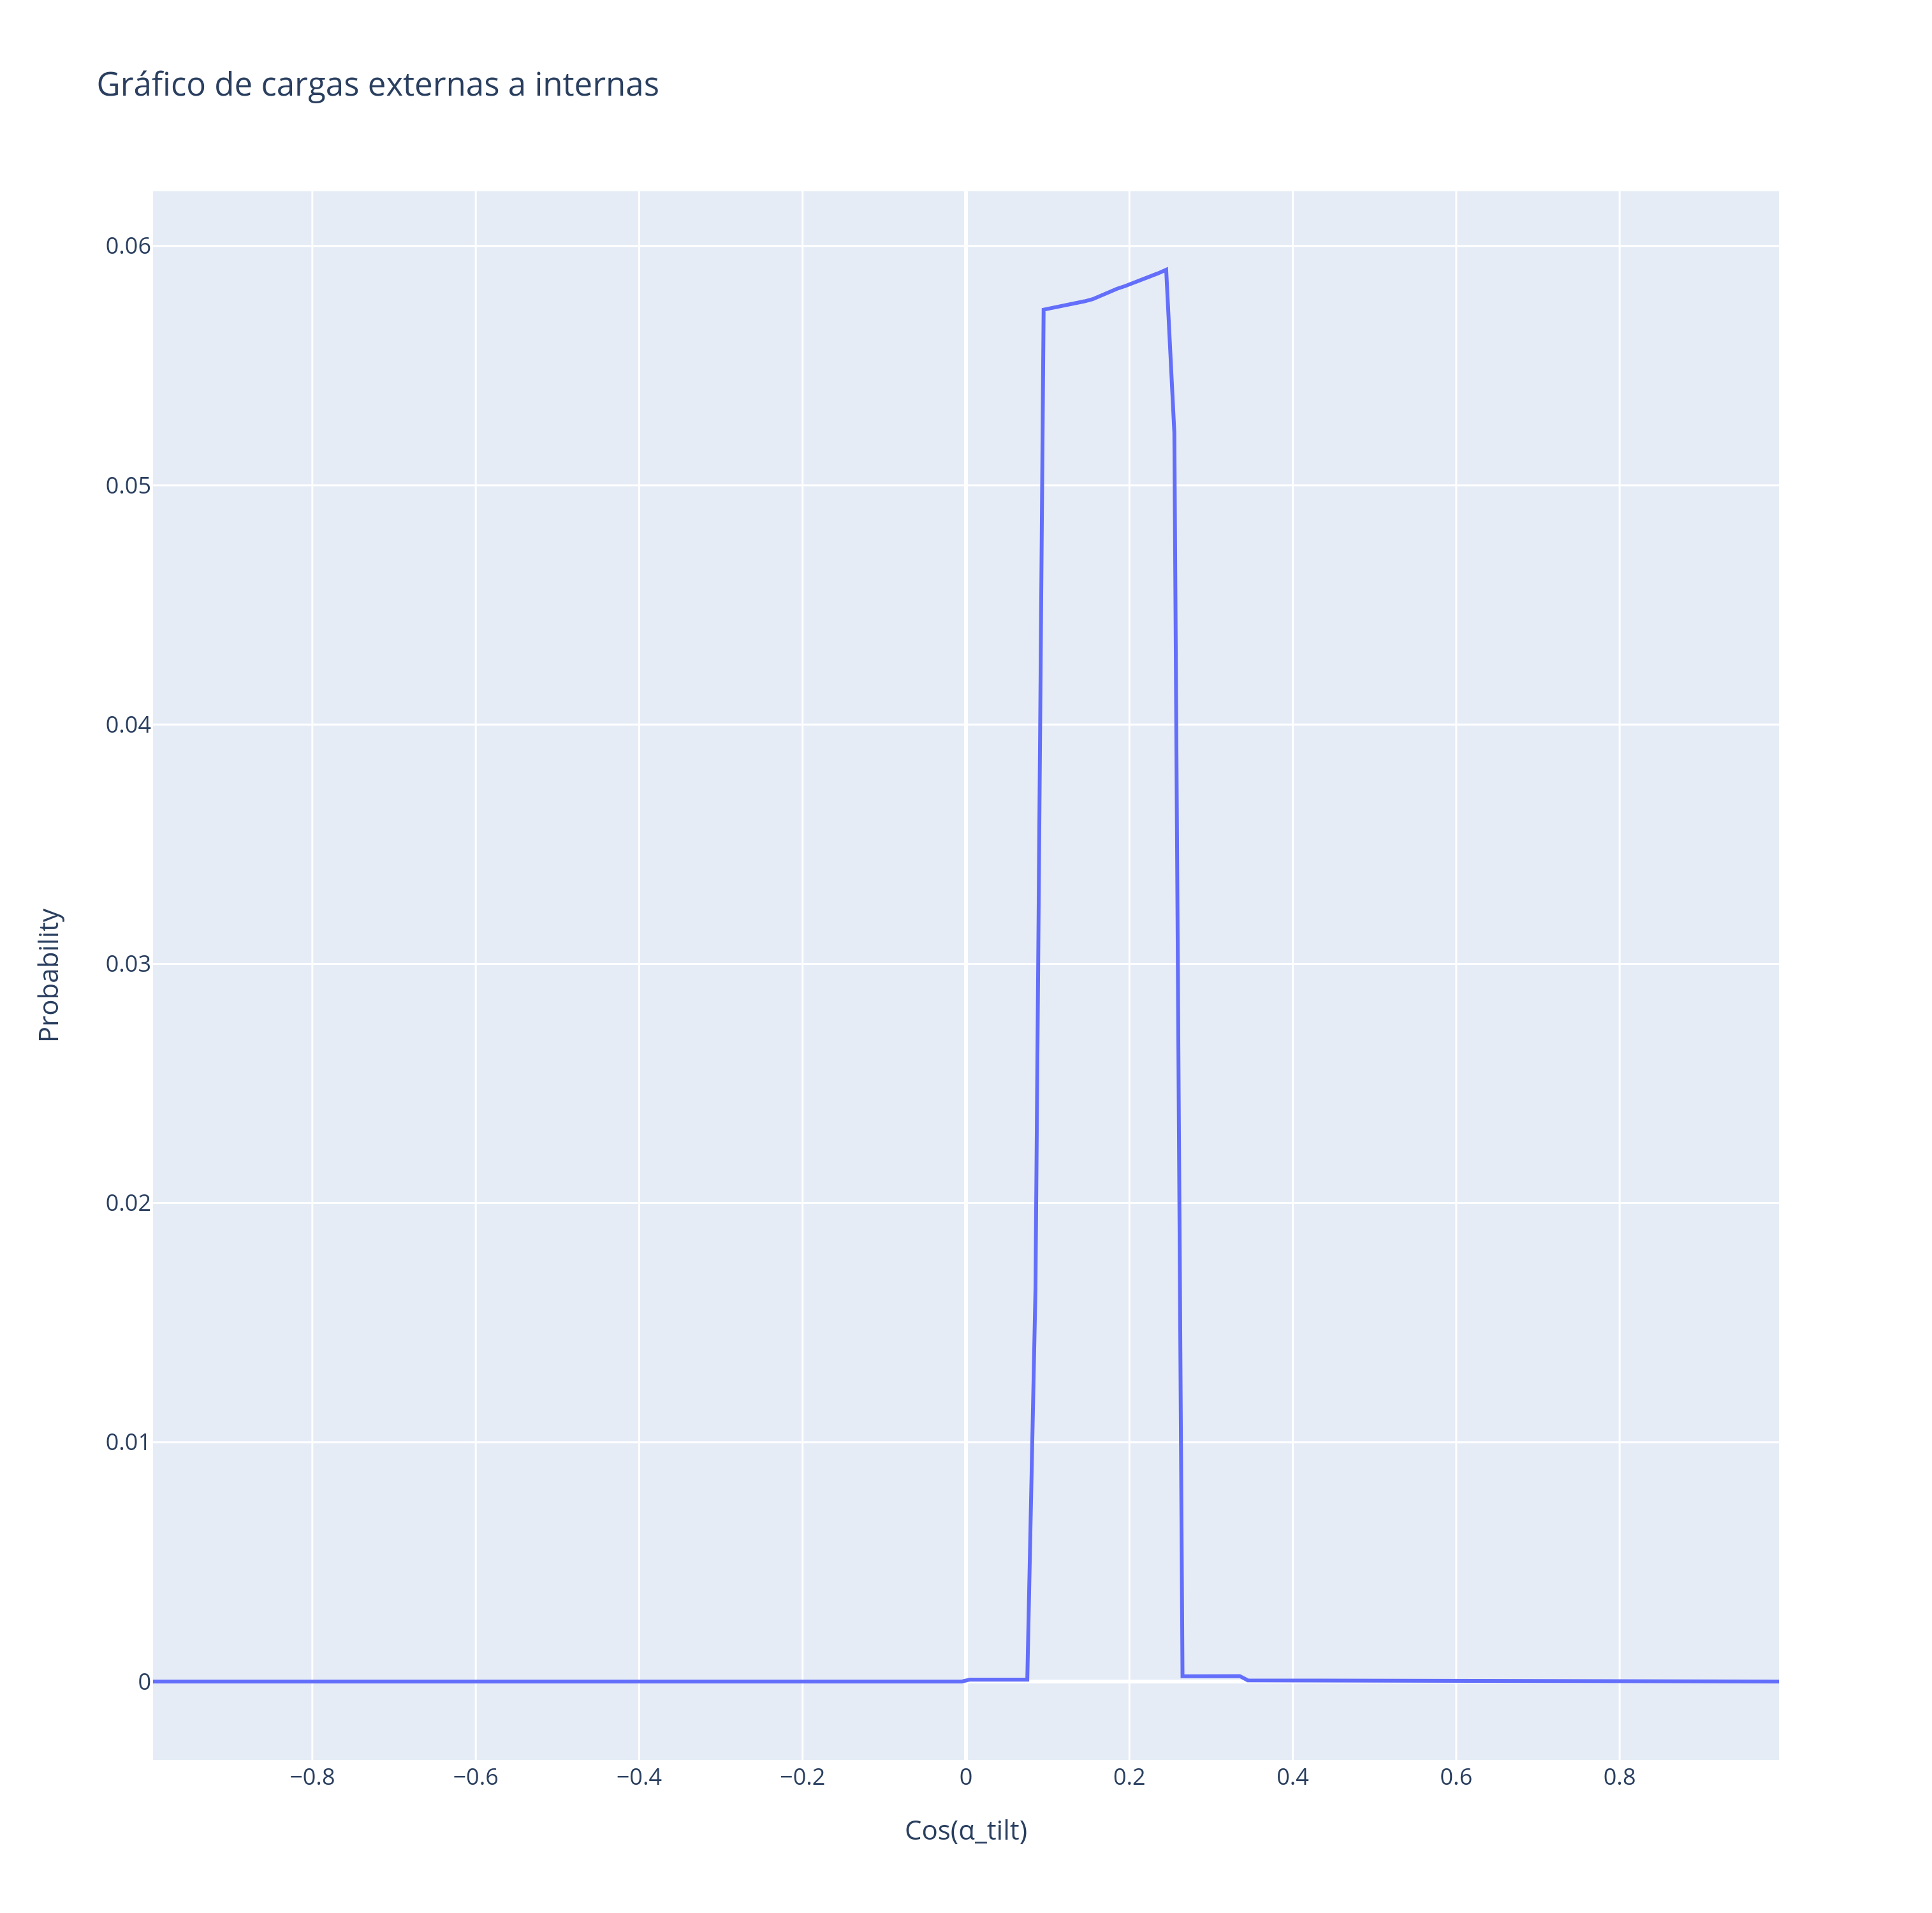 Gráfico de cargas externas a internas
0.06
0.05
0.04
0.03
0.02
0.01
0
Probability
−0.8 −0.6 −0.4 −0.2 0 0.2 0.4 0.6 0.8
Cos(α_tilt)